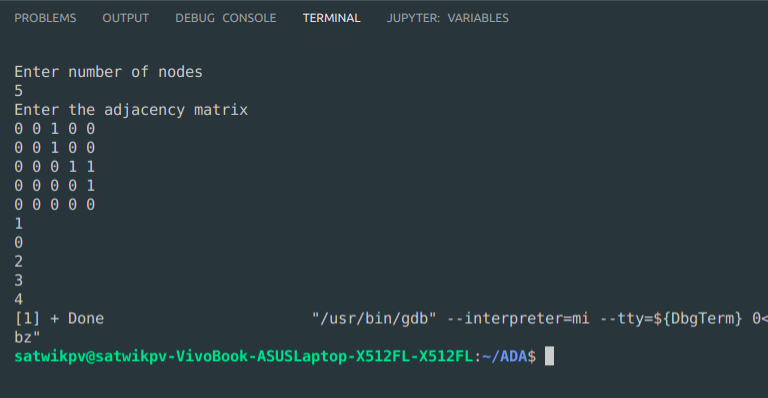 PROBLEMS OUTPUT DEBUG CONSOLE TERMINAL JUPYTER: VARIABLES
Enter number of nodes
5
Enter the adjacency matrix
0 0 1 0 0
0 0 1 0 0
0 0 0 1 1
0 0 0 0 1
0 0 0 0 0
1
0
2
3
4
[1] + Done "/usr/bin/gdb" --interpreter=mi --tty=${DbgTerm} 0<
bz"
satwikpv@satwikpv-VivoBook-ASUSLaptop-X512FL-X512FL:~/ADA$